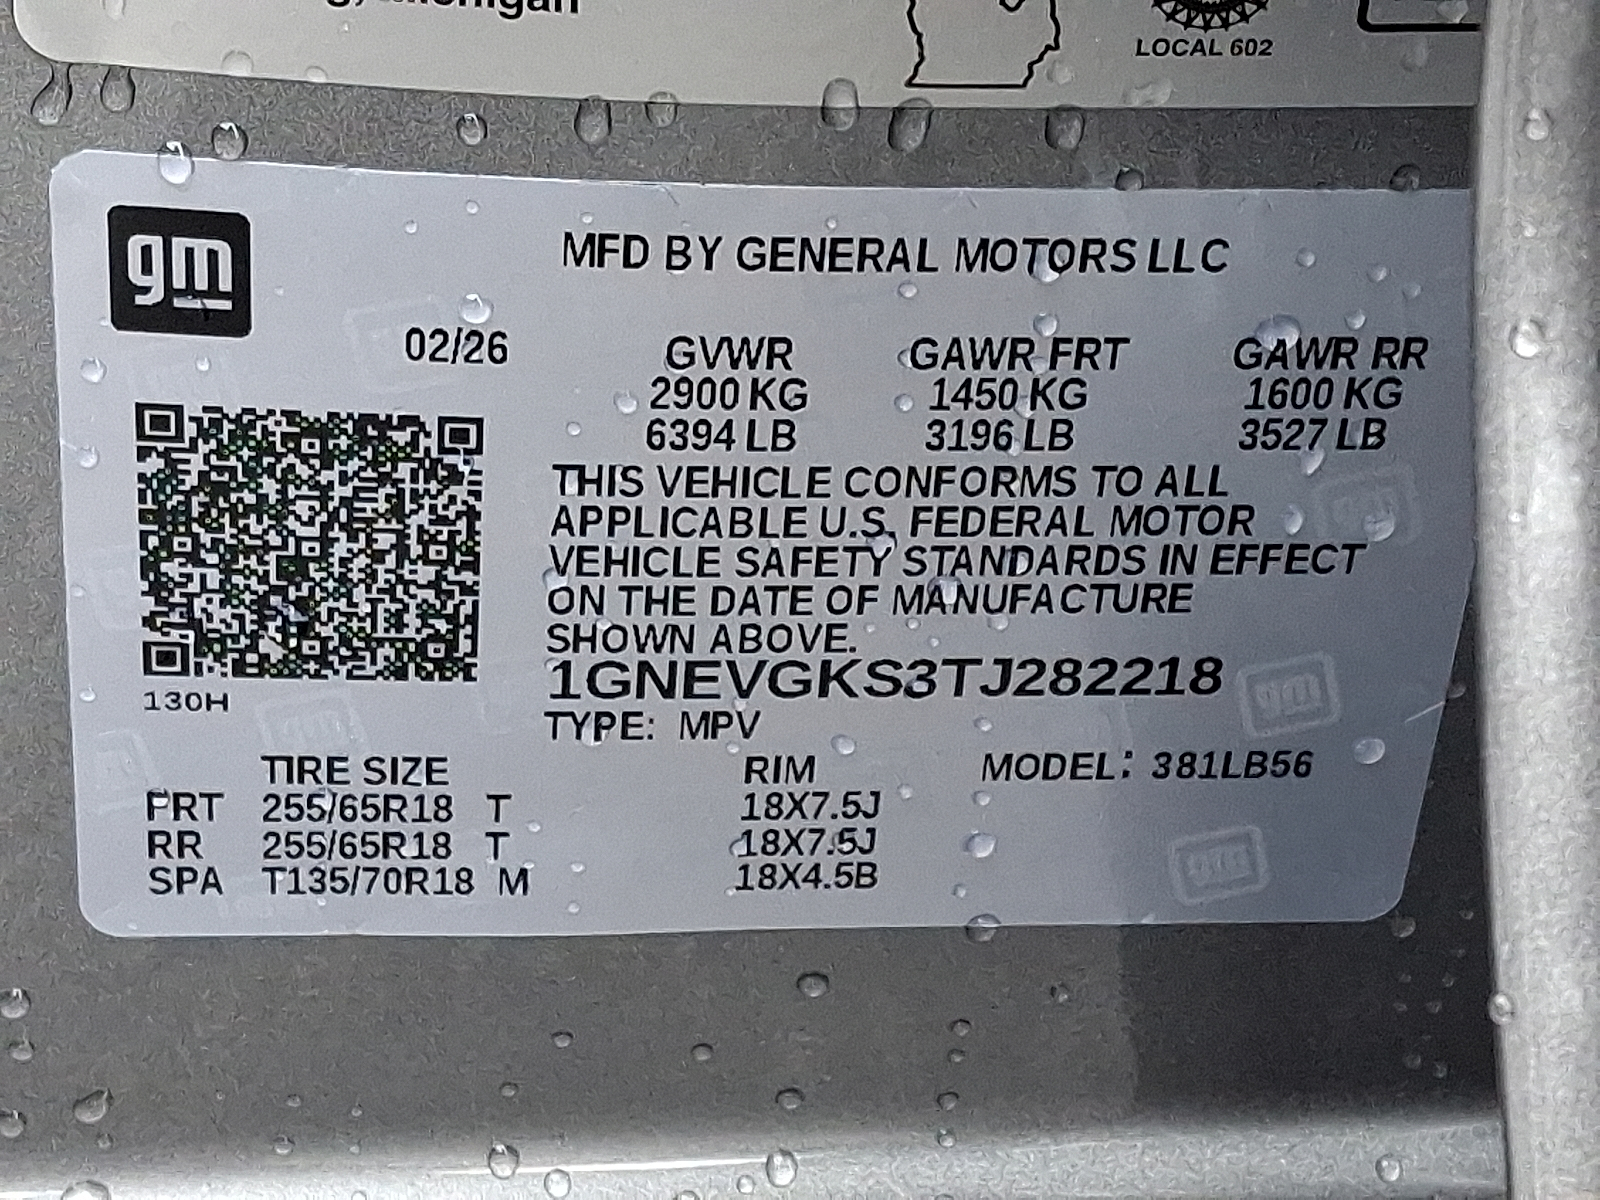 LOCAL 602
gm
MFD BY GENERAL MOTORS LLC
02/26
GVWR GAWR FRT GAWR RR
2900 KG 1450 KG 1600 KG
6394 LB 3196 LB 3527 LB
THIS VEHICLE CONFORMS TO ALL
APPLICABLE U.S. FEDERAL MOTOR
VEHICLE SAFETY STANDARDS IN EFFECT
ON THE DATE OF MANUFACTURE
SHOWN ABOVE.
1GNEVGKS3TJ282218
130H
TYPE: MPV
TIRE SIZE RIM MODEL: 381LB56
FRT 255/65R18 T 18X7.5J
RR 255/65R18 T 18X7.5J
SPA T135/70R18 M 18X4.5B